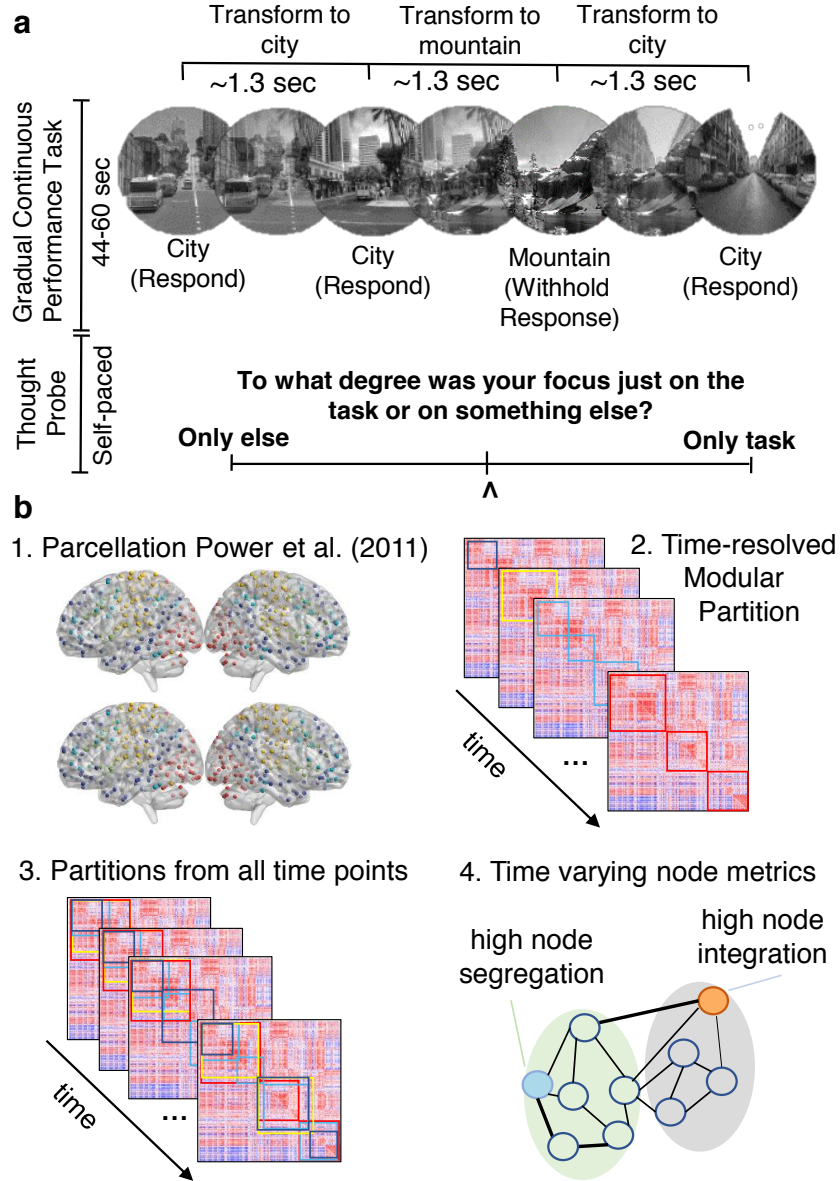 a
Transform to
city
Transform to
mountain
Transform to
city
~1.3 sec
~1.3 sec
~1.3 sec
Gradual Continuous
Performance Task
44-60 sec
City
(Respond)
City
(Respond)
Mountain
(Withhold
Response)
City
(Respond)
Thought
Probe
Self-paced
To what degree was your focus just on the
task or on something else?
Only else
Only task
^
b
1. Parcellation Power et al. (2011)
2. Time-resolved
Modular
Partition
time
...
3. Partitions from all time points
time
...
4. Time varying node metrics
high node
segregation
high node
integration